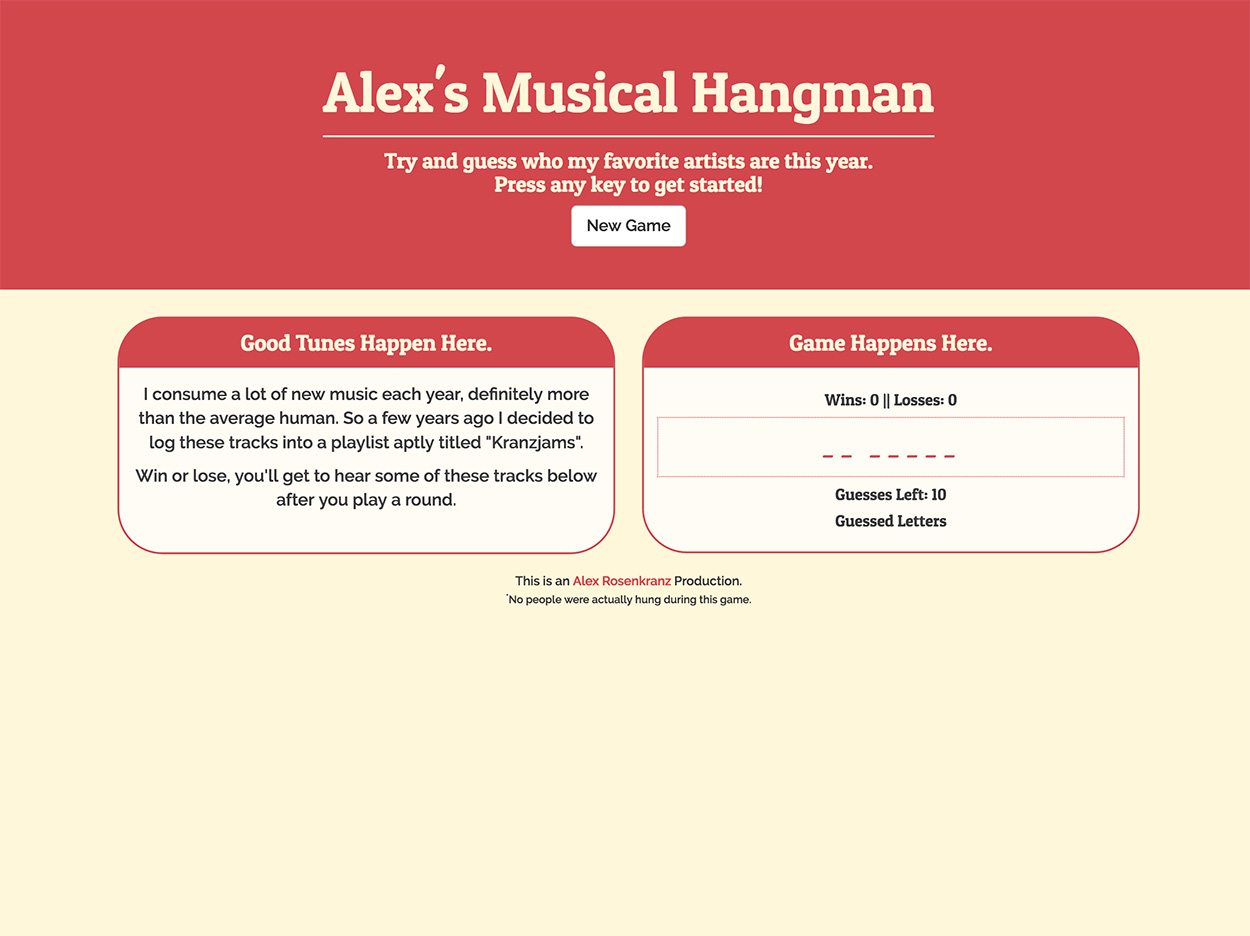 Alex's Musical Hangman
Try and guess who my favorite artists are this year.
Press any key to get started!
New Game
Good Tunes Happen Here.
I consume a lot of new music each year, definitely more
than the average human. So a few years ago I decided to
log these tracks into a playlist aptly titled "Kranzjams".
Win or lose, you'll get to hear some of these tracks below
after you play a round.
Game Happens Here.
Wins: 0 || Losses: 0
_ _  _ _ _ _ _
Guesses Left: 10
Guessed Letters
This is an Alex Rosenkranz Production.
*No people were actually hung during this game.